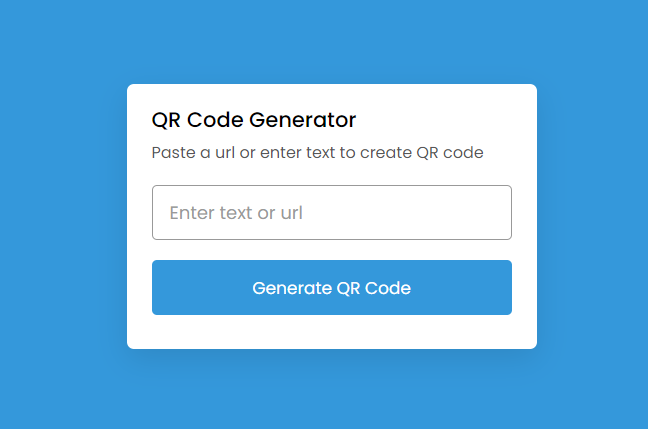 QR Code Generator
Paste a url or enter text to create QR code
Enter text or url
Generate QR Code